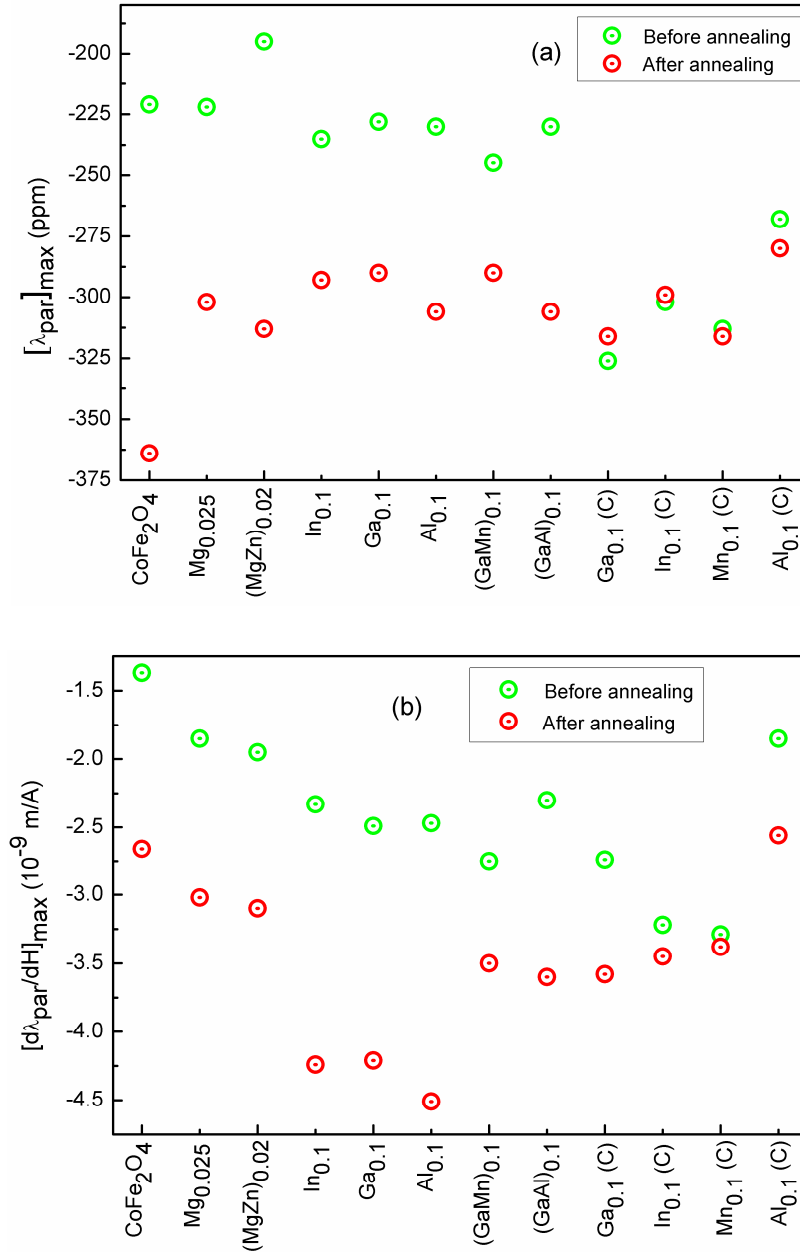 (a)
Before annealing
After annealing
[λpar]max (ppm)
-200
-225
-250
-275
-300
-325
-350
-375
CoFe2O4
Mg0.025
(MgZn)0.02
In0.1
Ga0.1
Al0.1
(GaMn)0.1
(GaAl)0.1
Ga0.1 (C)
In0.1 (C)
Mn0.1 (C)
Al0.1 (C)
(b)
Before annealing
After annealing
[dλpar/dH]max (10-9 m/A)
-1.5
-2.0
-2.5
-3.0
-3.5
-4.0
-4.5
CoFe2O4
Mg0.025
(MgZn)0.02
In0.1
Ga0.1
Al0.1
(GaMn)0.1
(GaAl)0.1
Ga0.1 (C)
In0.1 (C)
Mn0.1 (C)
Al0.1 (C)